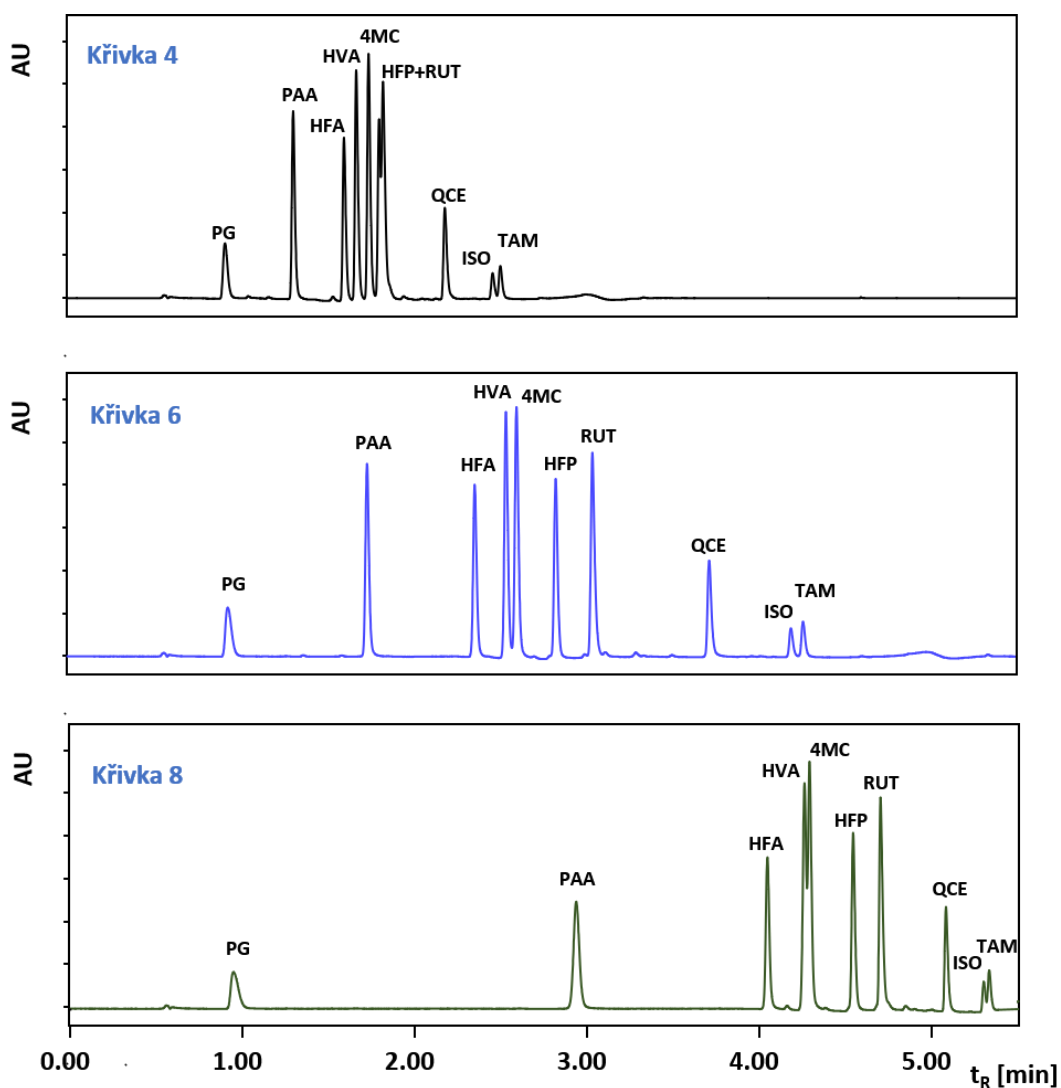 AU
Křivka 4
PG
PAA
HFA
HVA
4MC
HFP+RUT
QCE
ISO
TAM
AU
Křivka 6
PG
PAA
HFA
HVA
4MC
HFP
RUT
QCE
ISO
TAM
AU
Křivka 8
PG
PAA
HFA
HVA
4MC
HFP
RUT
QCE
ISO
TAM
0.00 1.00 2.00 3.00 4.00 5.00 tR [min]